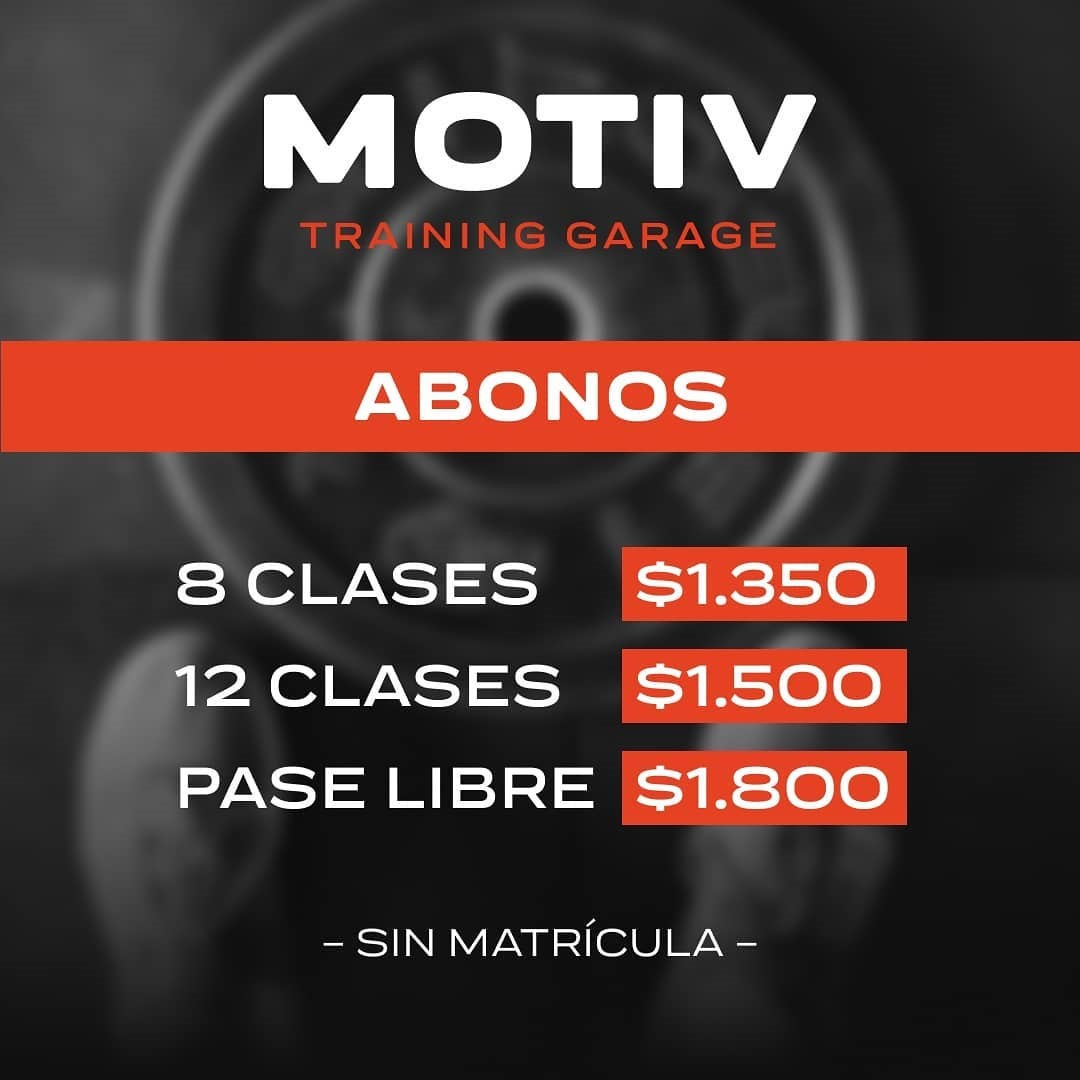 MOTIV
TRAINING GARAGE
ABONOS
8 CLASES $1.350
12 CLASES $1.500
PASE LIBRE $1.800
– SIN MATRÍCULA –